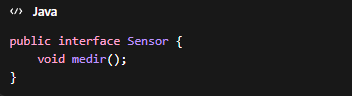 </> Java
public interface Sensor {
    void medir();
}